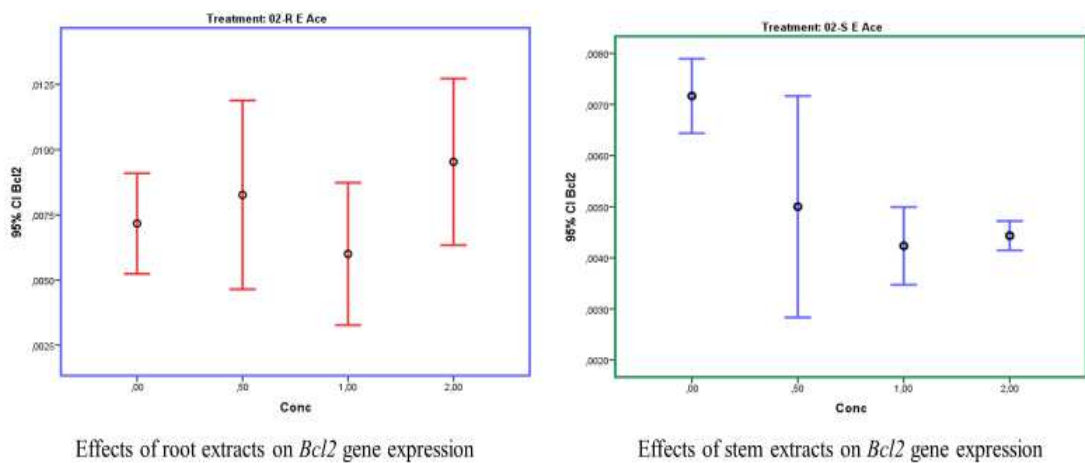 Treatment: 02-R E Ace
,0125
,0100
,0075
,0050
,0025
95% CI Bcl2
,00
,50
1,00
2,00
Conc
Effects of root extracts on Bcl2 gene expression
Treatment: 02-S E Ace
,0080
,0070
,0060
,0050
,0040
,0030
,0020
95% CI Bcl2
,00
,50
1,00
2,00
Conc
Effects of stem extracts on Bcl2 gene expression